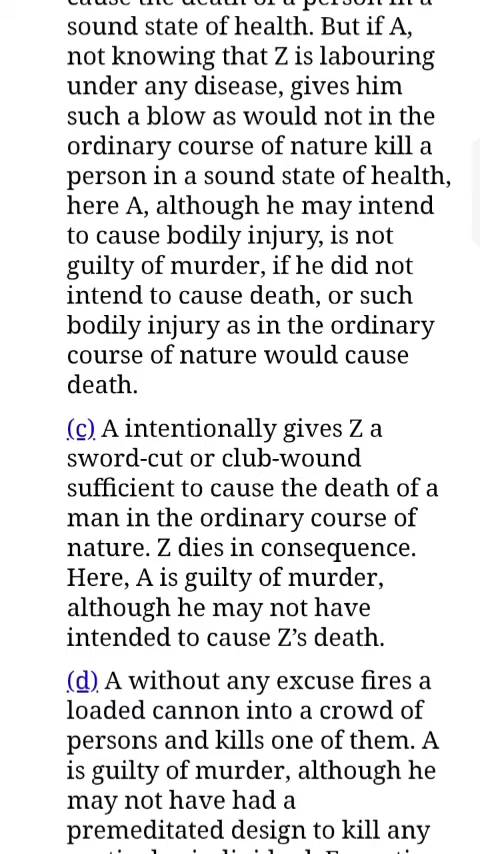 sound state of health. But if A,
not knowing that Z is labouring
under any disease, gives him
such a blow as would not in the
ordinary course of nature kill a
person in a sound state of health,
here A, although he may intend
to cause bodily injury, is not
guilty of murder, if he did not
intend to cause death, or such
bodily injury as in the ordinary
course of nature would cause
death.
(c) A intentionally gives Z a
sword-cut or club-wound
sufficient to cause the death of a
man in the ordinary course of
nature. Z dies in consequence.
Here, A is guilty of murder,
although he may not have
intended to cause Z’s death.
(d) A without any excuse fires a
loaded cannon into a crowd of
persons and kills one of them. A
is guilty of murder, although he
may not have had a
premeditated design to kill any